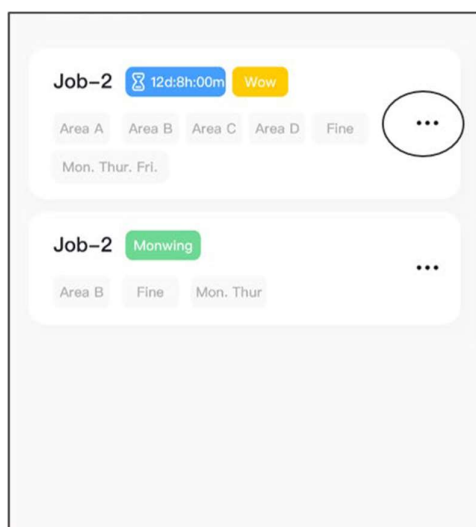 Job-2 12d:8h:00m Wow
Area A Area B Area C Area D Fine
Mon. Thur. Fri.
Job-2 Monwing
Area B Fine Mon. Thur